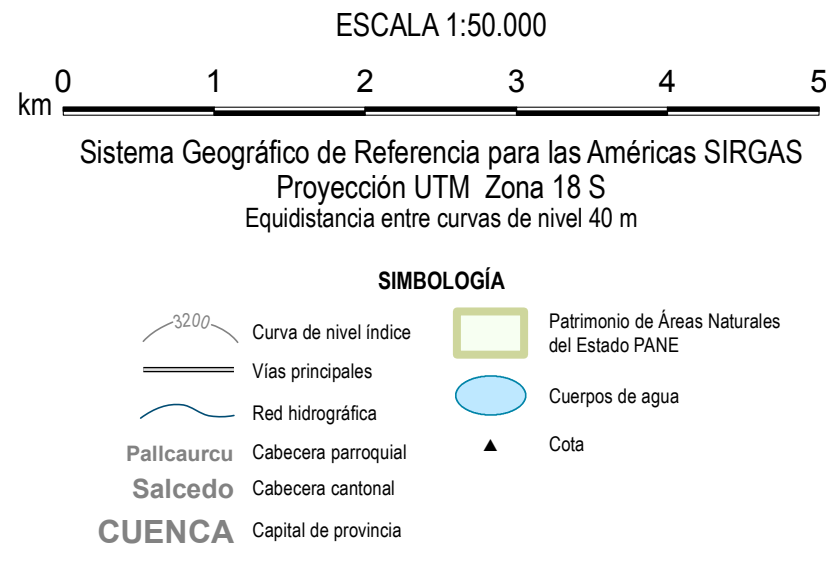 ESCALA 1:50.000
0 1 2 3 4 5
km
Sistema Geográfico de Referencia para las Américas SIRGAS
Proyección UTM Zona 18 S
Equidistancia entre curvas de nivel 40 m
SIMBOLOGÍA
3200
Curva de nivel índice
Vías principales
Red hidrográfica
Pallcaurcu Cabecera parroquial
Salcedo Cabecera cantonal
CUENCA Capital de provincia
Patrimonio de Áreas Naturales
del Estado PANE
Cuerpos de agua
Cota